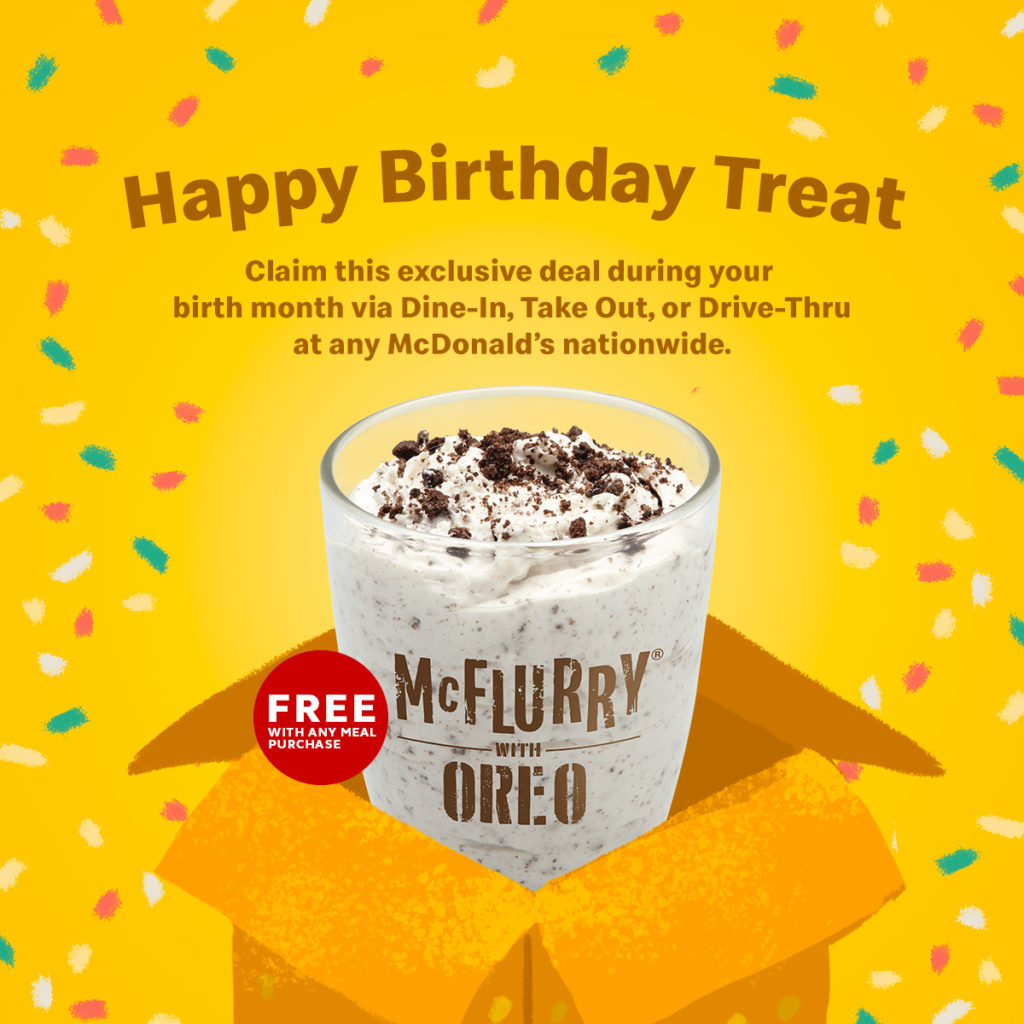 Happy Birthday Treat
Claim this exclusive deal during your
birth month via Dine-In, Take Out, or Drive-Thru
at any McDonald’s nationwide.
McFLURRY®
WITH
OREO
FREE
WITH ANY MEAL
PURCHASE